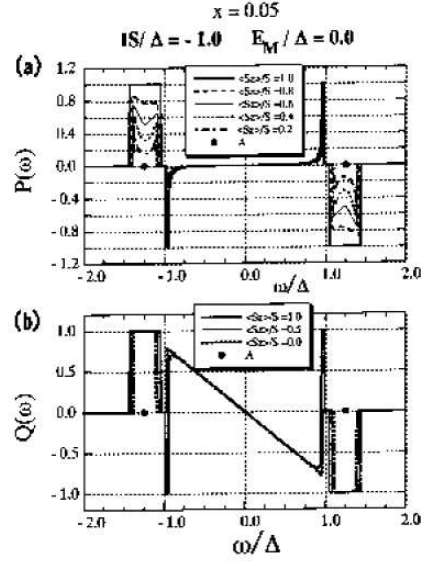 x = 0.05
IS/Δ = - 1.0 E_M/Δ = 0.0
(a)
P(ω)
1.2
0.8
0.4
0.0
-0.4
-0.8
-1.2
<Sz>/S = 1.0
<Sz>/S = 0.8
<Sz>/S = 0.6
<Sz>/S = 0.4
<Sz>/S = 0.2
A
-2.0 -1.0 0.0 1.0 2.0
ω/Δ
(b)
Q(ω)
1.0
0.5
0.0
-0.5
-1.0
<Sz>/S = 1.0
<Sz>/S = 0.5
<Sz>/S = 0.0
A
-2.0 -1.0 0.0 1.0 2.0
ω/Δ